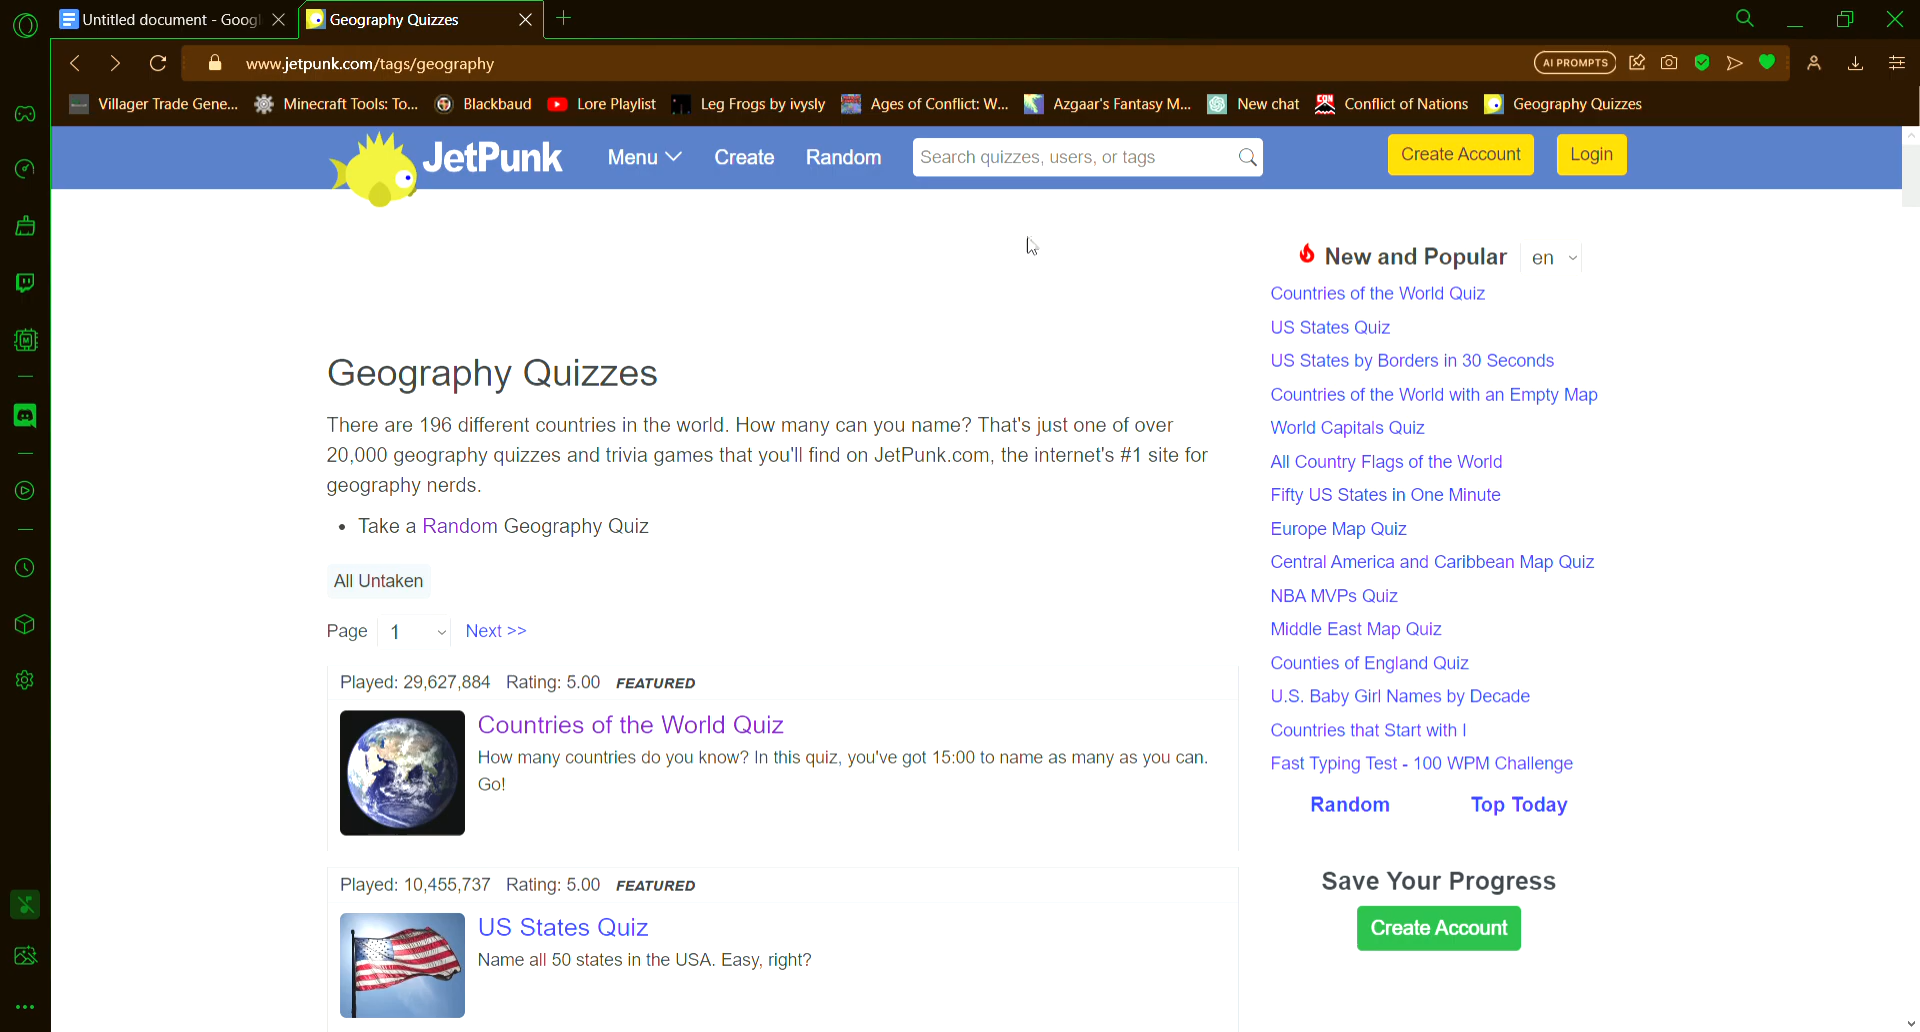 Untitled document - Googl
Geography Quizzes
www.jetpunk.com/tags/geography
AI PROMPTS
Villager Trade Gene...
Minecraft Tools: To...
Blackbaud
Lore Playlist
Leg Frogs by ivysly
Ages of Conflict: W...
Azgaar's Fantasy M...
New chat
Conflict of Nations
Geography Quizzes
JetPunk
Menu
Create
Random
Search quizzes, users, or tags
Create Account
Login
Geography Quizzes
There are 196 different countries in the world. How many can you name? That's just one of over
20,000 geography quizzes and trivia games that you'll find on JetPunk.com, the internet's #1 site for
geography nerds.
• Take a Random Geography Quiz
All Untaken
Page 1 Next >>
Played: 29,627,884 Rating: 5.00 FEATURED
Countries of the World Quiz
How many countries do you know? In this quiz, you've got 15:00 to name as many as you can.
Go!
Played: 10,455,737 Rating: 5.00 FEATURED
US States Quiz
Name all 50 states in the USA. Easy, right?
New and Popular en
Countries of the World Quiz
US States Quiz
US States by Borders in 30 Seconds
Countries of the World with an Empty Map
World Capitals Quiz
All Country Flags of the World
Fifty US States in One Minute
Europe Map Quiz
Central America and Caribbean Map Quiz
NBA MVPs Quiz
Middle East Map Quiz
Counties of England Quiz
U.S. Baby Girl Names by Decade
Countries that Start with I
Fast Typing Test - 100 WPM Challenge
Random Top Today
Save Your Progress
Create Account